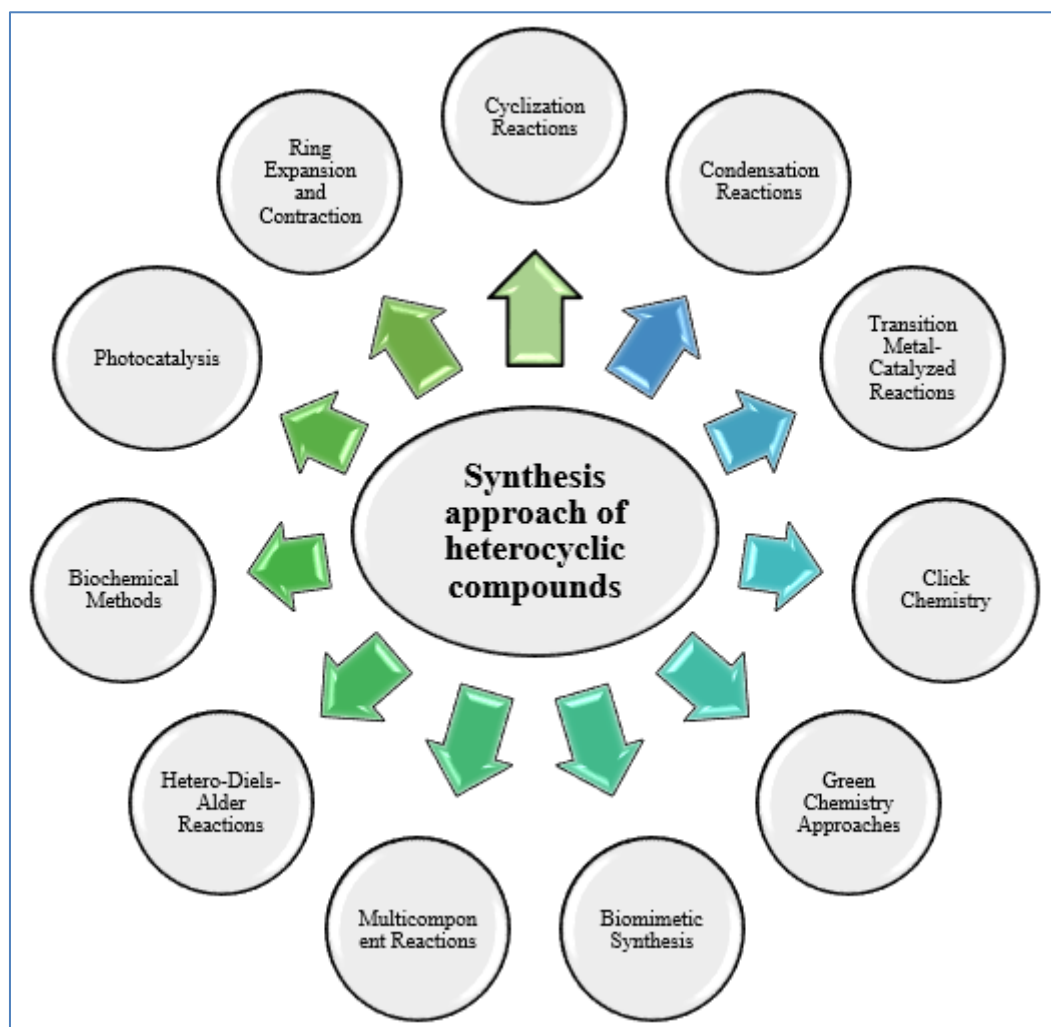 Cyclization
Reactions
Condensation
Reactions
Transition
Metal-
Catalyzed
Reactions
Click
Chemistry
Green
Chemistry
Approaches
Biomimetic
Synthesis
Multicompon
ent Reactions
Hetero-Diels-
Alder
Reactions
Biochemical
Methods
Photocatalysis
Ring
Expansion
and
Contraction
Synthesis
approach of
heterocyclic
compounds